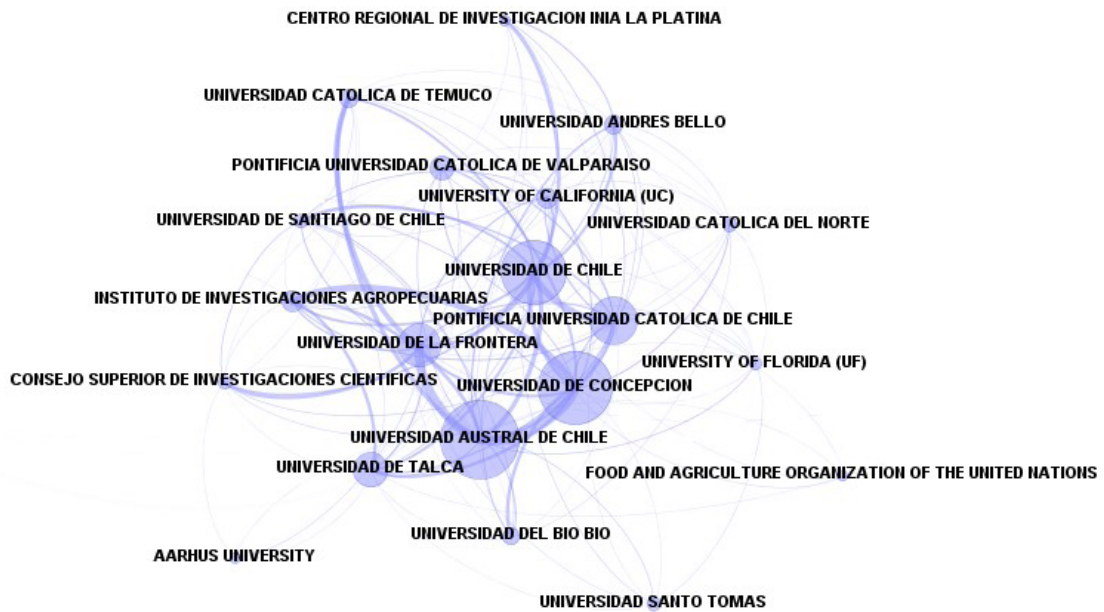 CENTRO REGIONAL DE INVESTIGACION INIA LA PLATINA
UNIVERSIDAD CATOLICA DE TEMUCO
UNIVERSIDAD ANDRES BELLO
PONTIFICIA UNIVERSIDAD CATOLICA DE VALPARAISO
UNIVERSITY OF CALIFORNIA (UC)
UNIVERSIDAD DE SANTIAGO DE CHILE
UNIVERSIDAD CATOLICA DEL NORTE
UNIVERSIDAD DE CHILE
INSTITUTO DE INVESTIGACIONES AGROPECUARIAS
PONTIFICIA UNIVERSIDAD CATOLICA DE CHILE
UNIVERSIDAD DE LA FRONTERA
UNIVERSITY OF FLORIDA (UF)
CONSEJO SUPERIOR DE INVESTIGACIONES CIENTIFICAS
UNIVERSIDAD DE CONCEPCION
UNIVERSIDAD AUSTRAL DE CHILE
UNIVERSIDAD DE TALCA
FOOD AND AGRICULTURE ORGANIZATION OF THE UNITED NATIONS
UNIVERSIDAD DEL BIO BIO
AARHUS UNIVERSITY
UNIVERSIDAD SANTO TOMAS